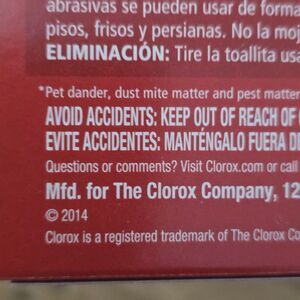 abrasivas se pueden usar de forma
pisos, frisos y persianas. No la moj
ELIMINACIÓN: Tire la toallita usa
*Pet dander, dust mite matter and pest matter
AVOID ACCIDENTS: KEEP OUT OF REACH OF
EVITE ACCIDENTES: MANTÉNGALO FUERA DE
Questions or comments? Visit Clorox.com or call
Mfd. for The Clorox Company, 12
© 2014
Clorox is a registered trademark of The Clorox Co